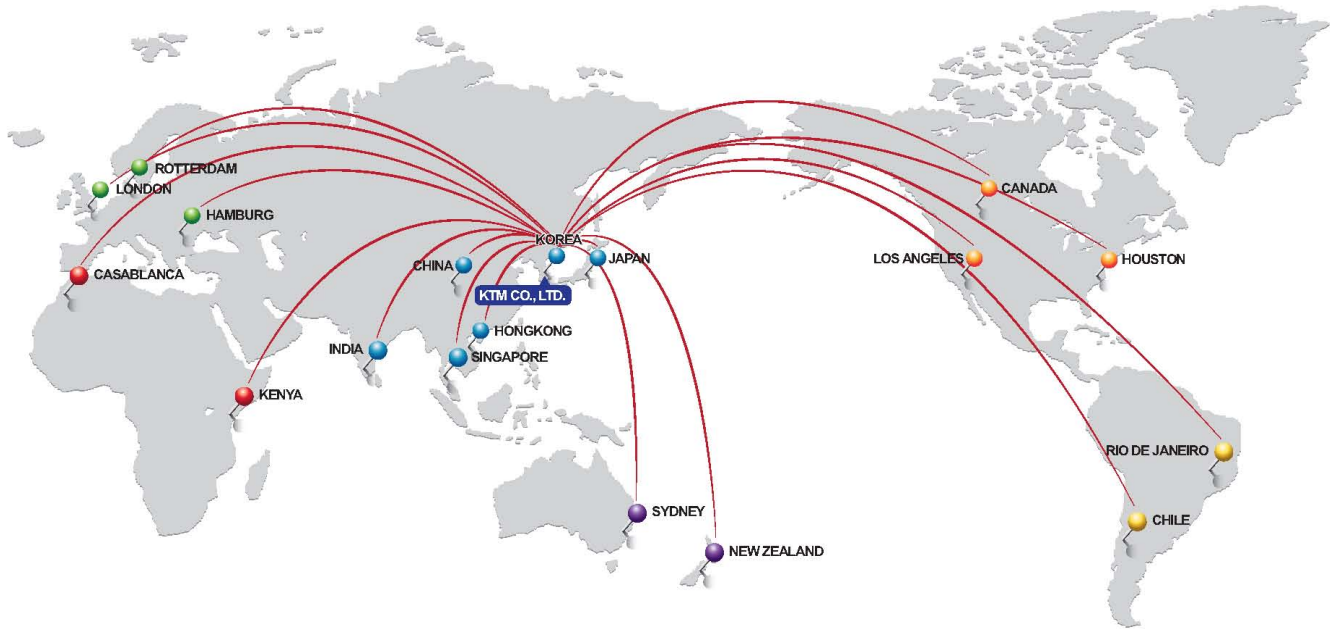 ROTTERDAM
LONDON
CANADA
HAMBURG
KOREA
CHINA
JAPAN
LOS ANGELES
HOUSTON
CASABLANCA
KTM CO., LTD.
HONGKONG
INDIA
SINGAPORE
KENYA
RIO DE JANEIRO
SYDNEY
CHILE
NEW ZEALAND